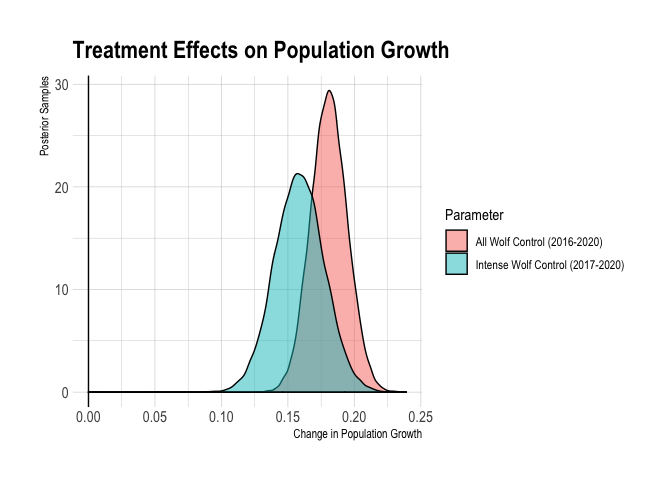 Treatment Effects on Population Growth
Posterior Samples
30
20
10
0
0.00 0.05 0.10 0.15 0.20 0.25
Change in Population Growth
Parameter
All Wolf Control (2016-2020)
Intense Wolf Control (2017-2020)